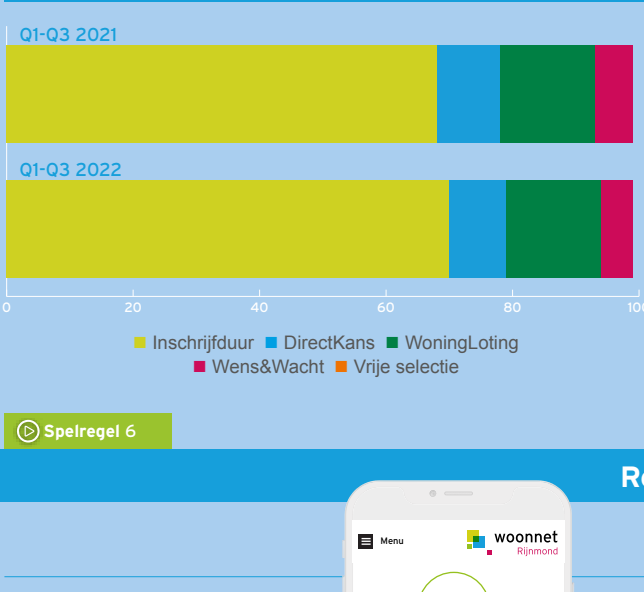 Q1-Q3 2021
Q1-Q3 2022
0 20 40 60 80 100
Inschrijfduur DirectKans WoningLoting
Wens&Wacht Vrije selectie
Spelregel 6
Menu
woonnet
Rijnmond